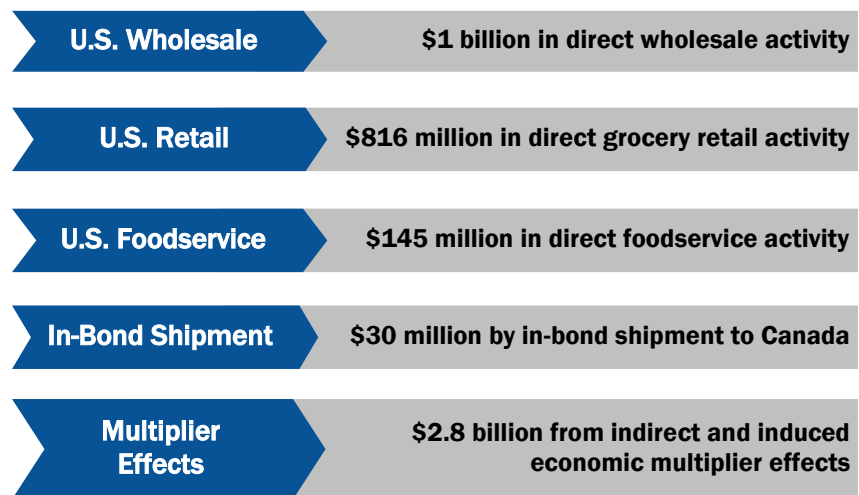 U.S. Wholesale
$1 billion in direct wholesale activity
U.S. Retail
$816 million in direct grocery retail activity
U.S. Foodservice
$145 million in direct foodservice activity
In-Bond Shipment
$30 million by in-bond shipment to Canada
Multiplier
Effects
$2.8 billion from indirect and induced
economic multiplier effects